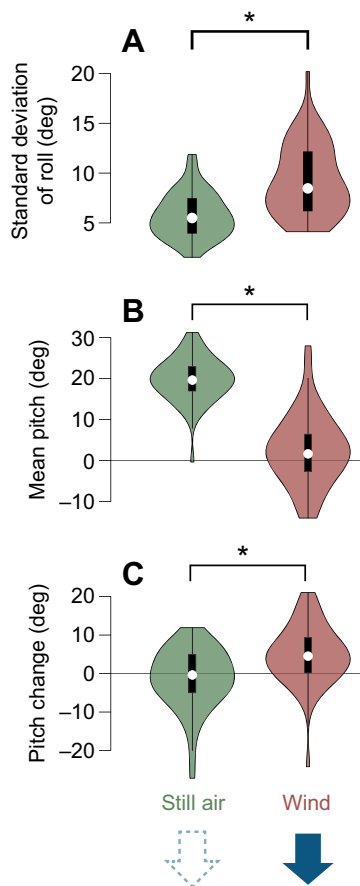 A
*
Standard deviation
of roll (deg)
20
15
10
5
B
*
Mean pitch (deg)
30
20
10
0
–10
C
*
Pitch change (deg)
20
10
0
–10
–20
Still air
Wind